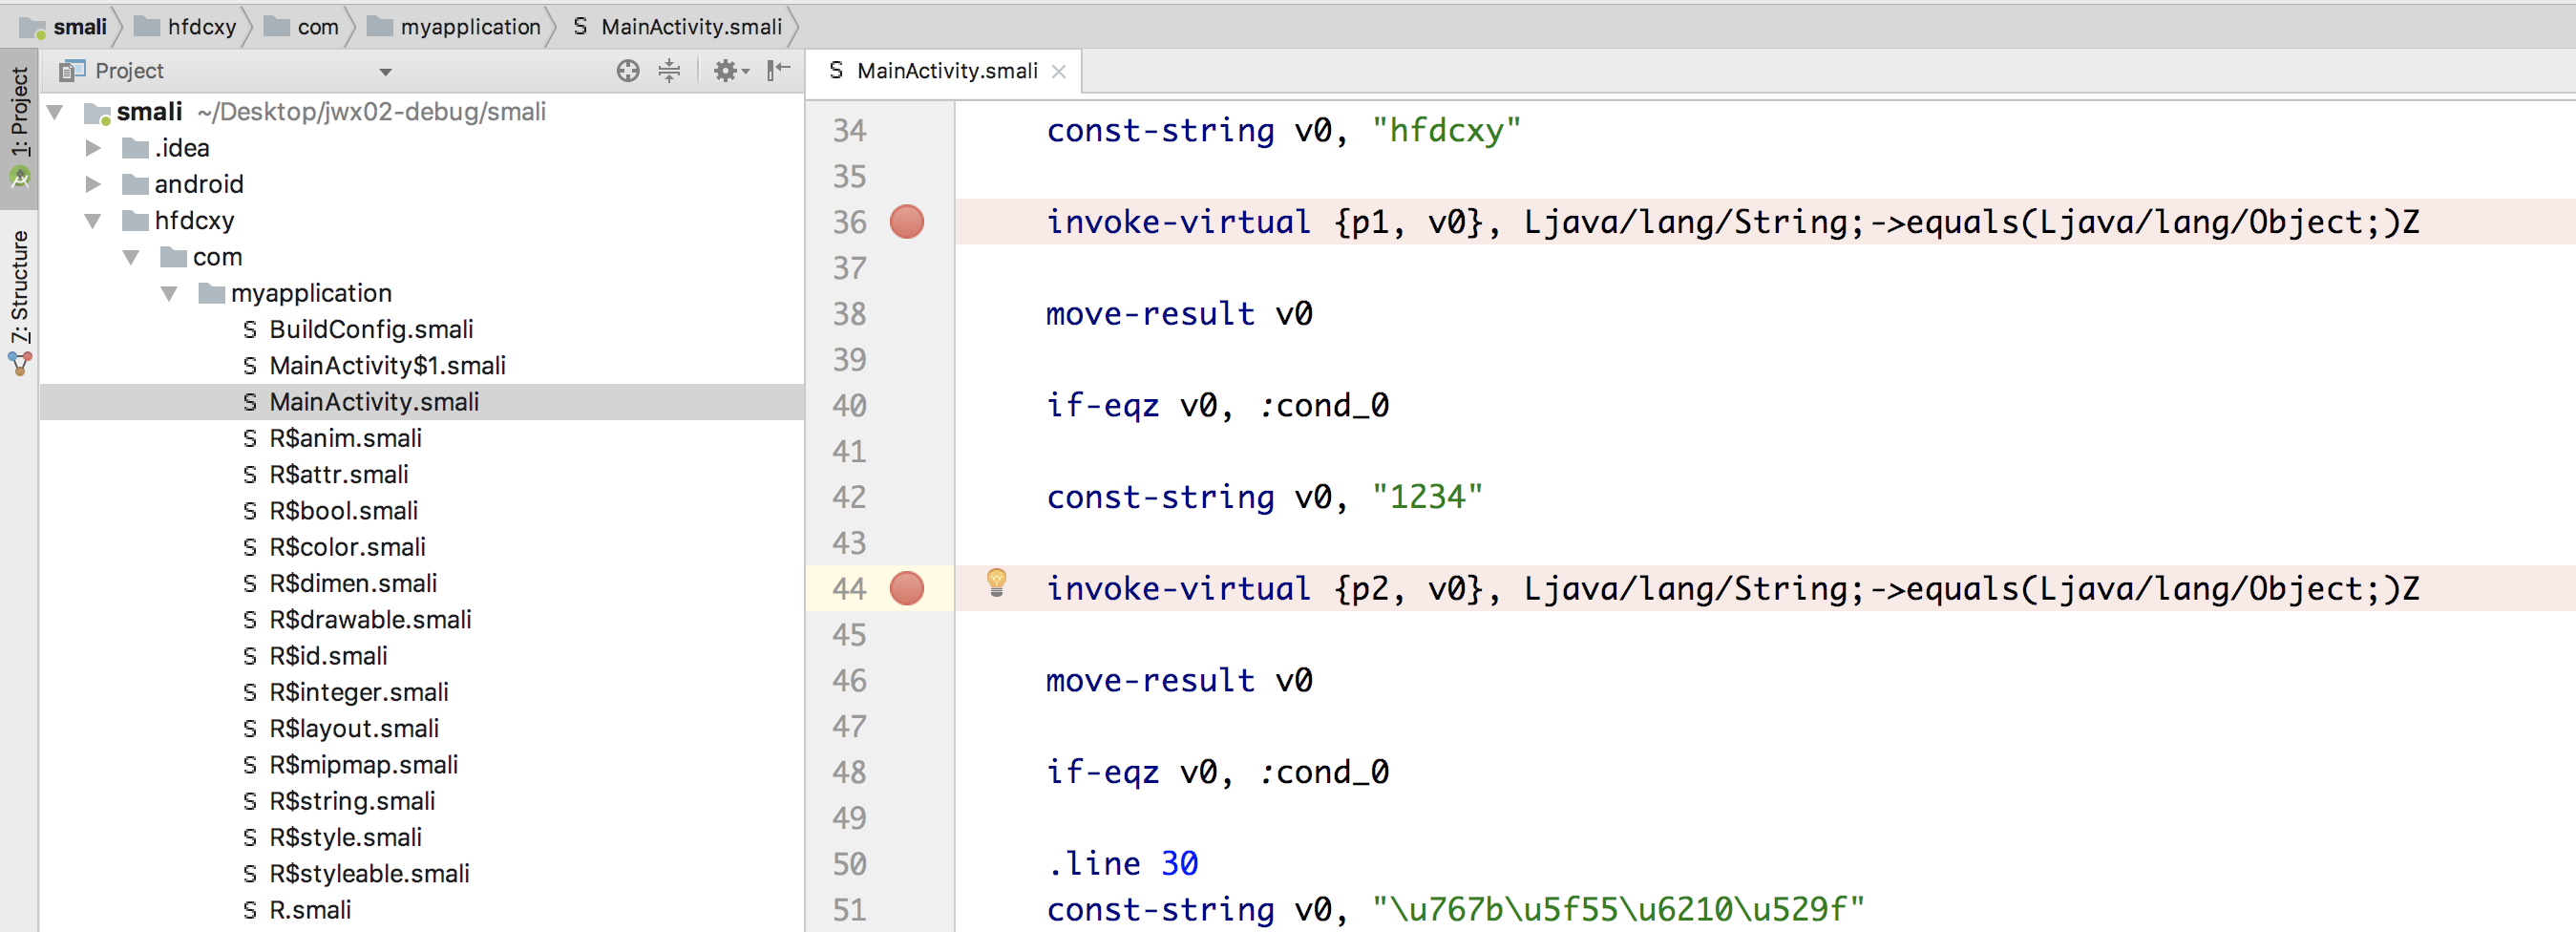 smali hfdcxy com myapplication MainActivity.smali
1: Project
7: Structure
Project
smali ~/Desktop/jwx02-debug/smali
.idea
android
hfdcxy
com
myapplication
BuildConfig.smali
MainActivity$1.smali
MainActivity.smali
R$anim.smali
R$attr.smali
R$bool.smali
R$color.smali
R$dimen.smali
R$drawable.smali
R$id.smali
R$integer.smali
R$layout.smali
R$mipmap.smali
R$string.smali
R$style.smali
R$styleable.smali
R.smali
MainActivity.smali
34 const-string v0, "hfdcxy"
35
36 invoke-virtual {p1, v0}, Ljava/lang/String;->equals(Ljava/lang/Object;)Z
37
38 move-result v0
39
40 if-eqz v0, :cond_0
41
42 const-string v0, "1234"
43
44 invoke-virtual {p2, v0}, Ljava/lang/String;->equals(Ljava/lang/Object;)Z
45
46 move-result v0
47
48 if-eqz v0, :cond_0
49
50 .line 30
51 const-string v0, "\u767b\u5f55\u6210\u529f"